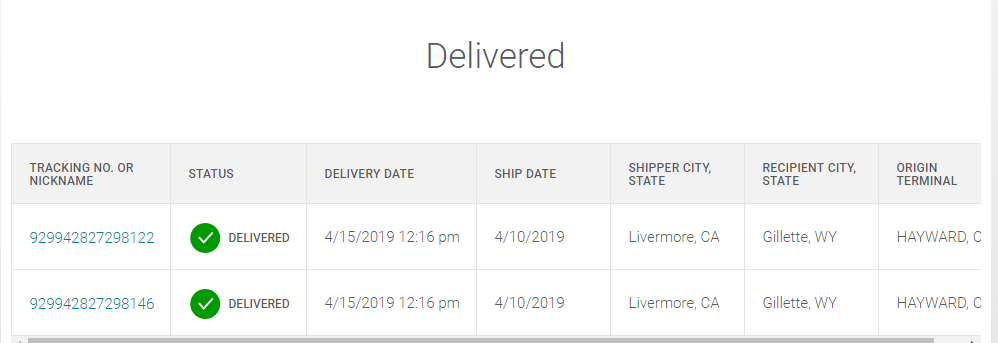 Delivered
TRACKING NO. OR NICKNAME STATUS DELIVERY DATE SHIP DATE SHIPPER CITY, STATE RECIPIENT CITY, STATE ORIGIN TERMINAL
929942827298122 DELIVERED 4/15/2019 12:16 pm 4/10/2019 Livermore, CA Gillette, WY HAYWARD,
929942827298146 DELIVERED 4/15/2019 12:16 pm 4/10/2019 Livermore, CA Gillette, WY HAYWARD,